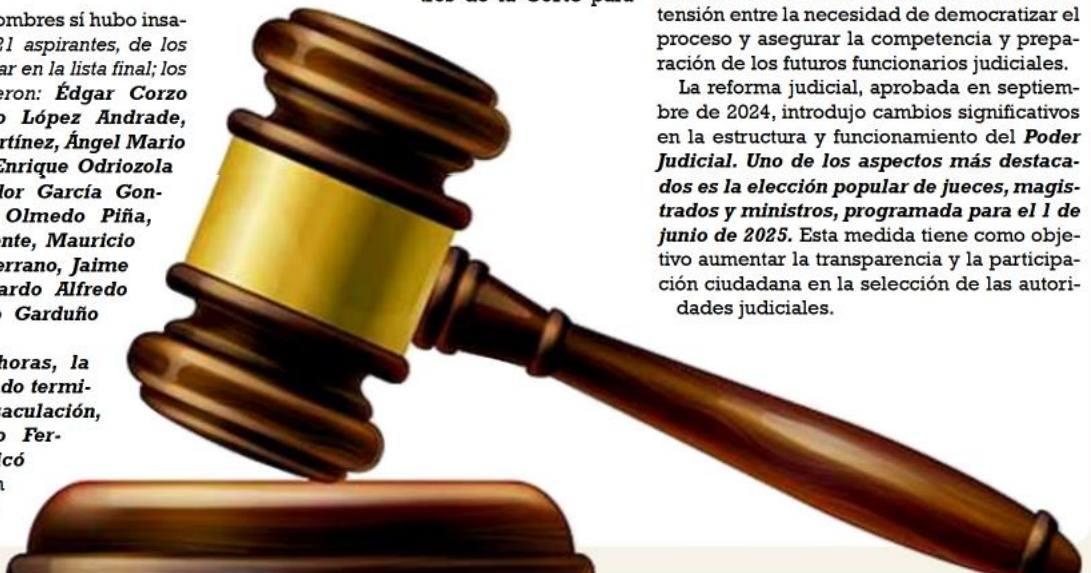 ombres sí hubo insa-
21 aspirantes, de los
ar en la lista final; los
eron: Édgar Corzo
o López Andrade,
rtínez, Ángel Mario
Enrique Odriozola
dor García Gon-
Olmedo Piña,
nte, Mauricio
errano, Jaime
ardo Alfredo
o Garduño
horas, la
do termi-
saculación,
o Fer-
icó
n
tensión entre la necesidad de democratizar el
proceso y asegurar la competencia y prepa-
ración de los futuros funcionarios judiciales.
La reforma judicial, aprobada en septiem-
bre de 2024, introdujo cambios significativos
en la estructura y funcionamiento del Poder
Judicial. Uno de los aspectos más destaca-
dos es la elección popular de jueces, magis-
trados y ministros, programada para el 1 de
junio de 2025. Esta medida tiene como obje-
tivo aumentar la transparencia y la participa-
ción ciudadana en la selección de las autori-
dades judiciales.